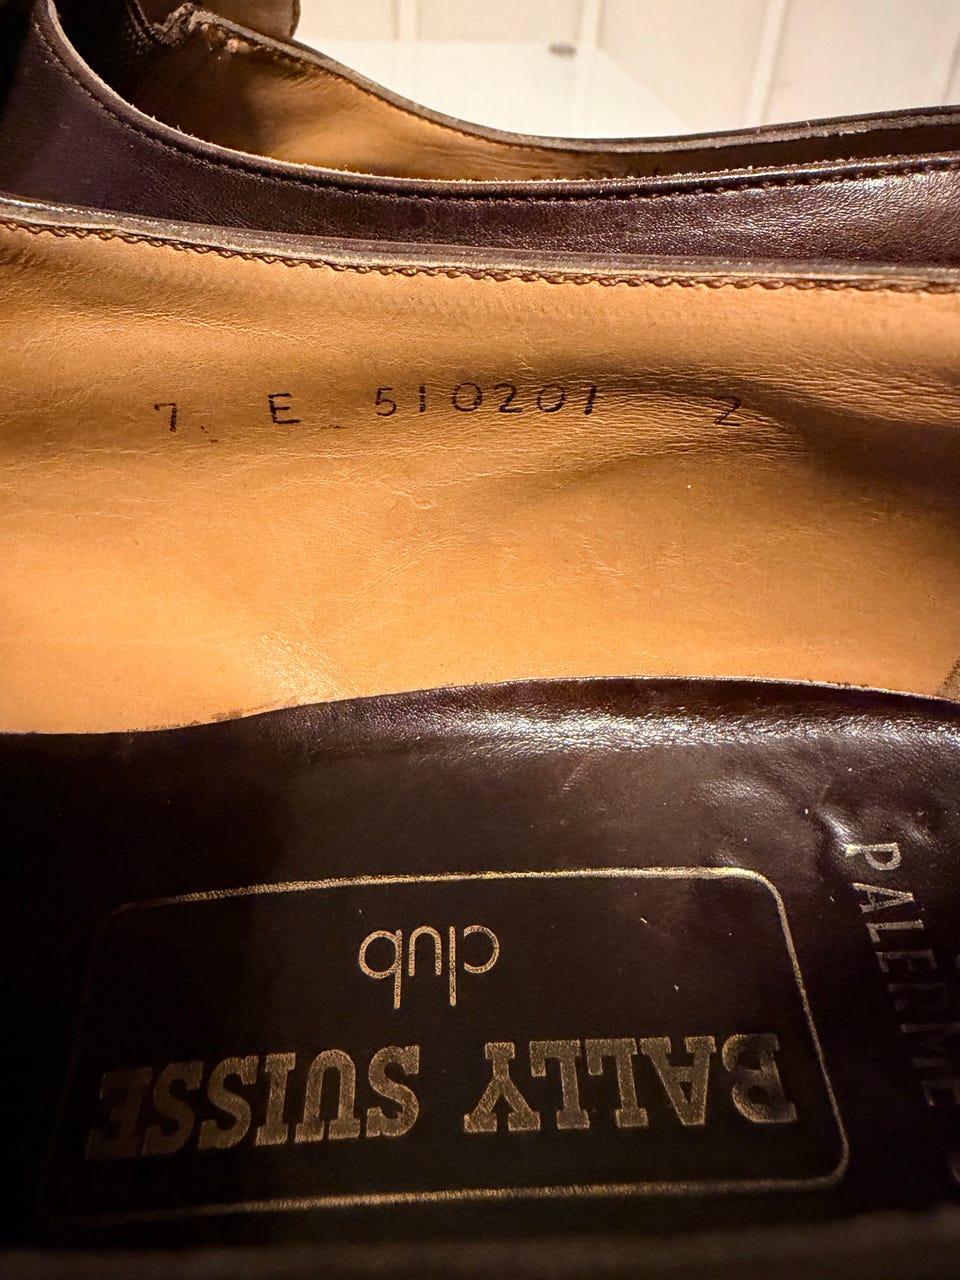 7 E 510201 2
PALERME
BALLY SUISSE
club